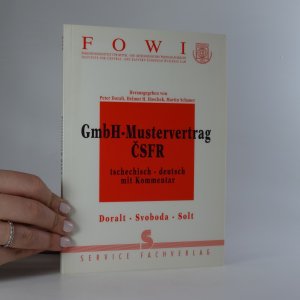 FOWI
Herausgegeben von
Peter Doralt, Helmut H. Haschek, Martin Schauer
GmbH-Mustervertrag
ČSFR
tschechisch - deutsch
mit Kommentar
Doralt · Svoboda · Solt
S
SERVICE FACHVERLAG